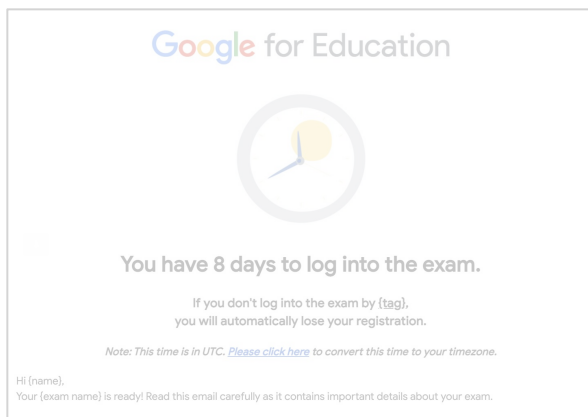 Google for Education
You have 8 days to log into the exam.
If you don't log into the exam by {tag},
you will automatically lose your registration.
Note: This time is in UTC. Please click here to convert this time to your timezone.
Hi {name},
Your {exam name} is ready! Read this email carefully as it contains important details about your exam.